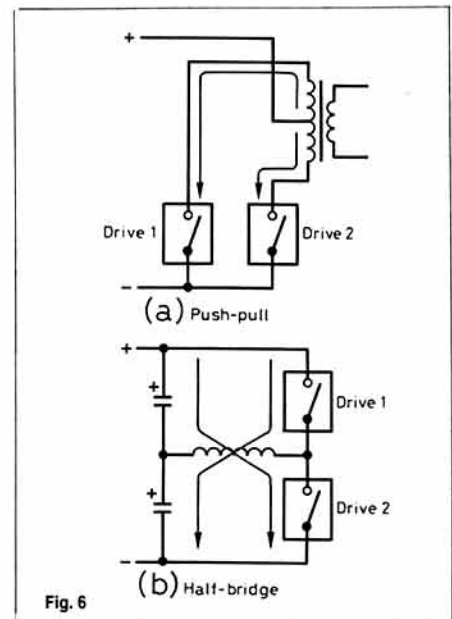 +
Drive 1
Drive 2
−
(a) Push-pull
+
+
Drive 1
+
Drive 2
−
(b) Half-bridge
Fig. 6